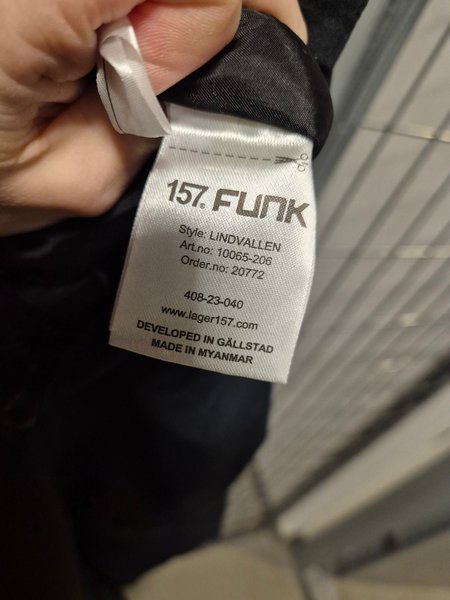 157. FUNK
Style: LINDVALLEN
Art.no: 10065-206
Order.no: 20772
408-23-040
www.lager157.com
DEVELOPED IN GÄLLSTAD
MADE IN MYANMAR